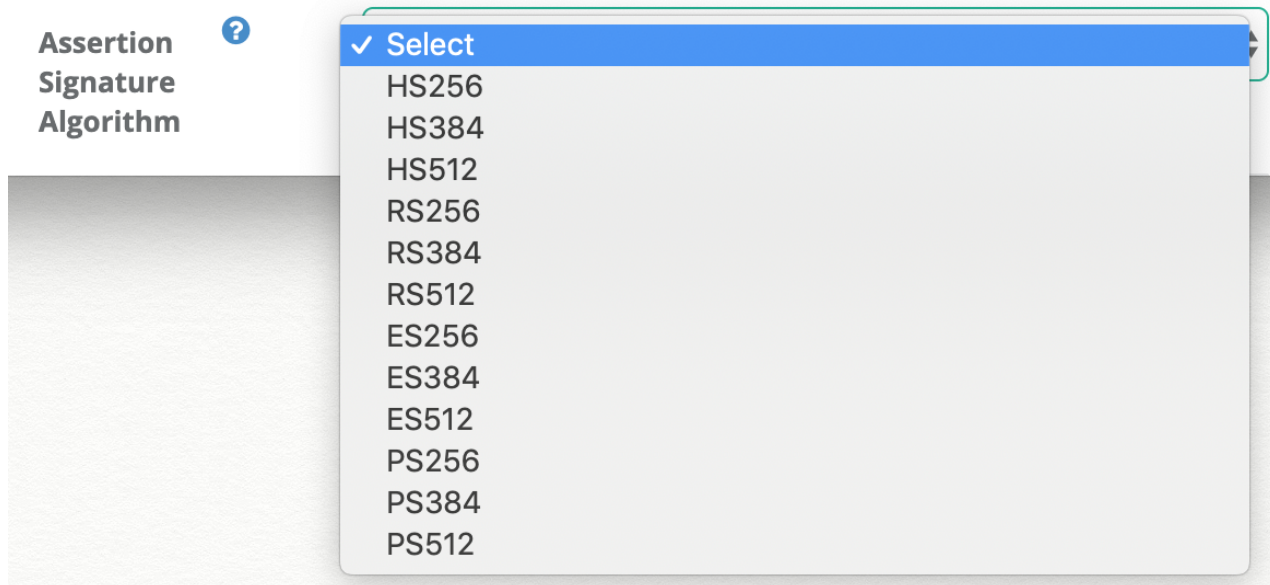 Assertion
Signature
Algorithm
?
✓ Select
HS256
HS384
HS512
RS256
RS384
RS512
ES256
ES384
ES512
PS256
PS384
PS512